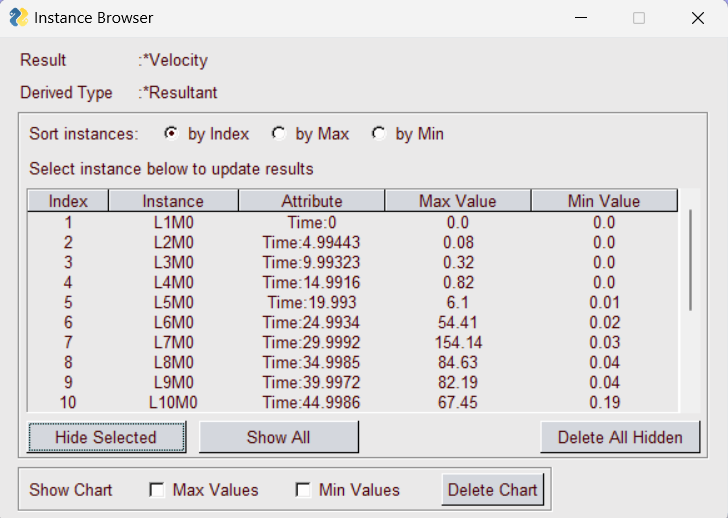 Instance Browser
Result :*Velocity
Derived Type :*Resultant
Sort instances: by Index by Max by Min
Select instance below to update results
Index Instance Attribute Max Value Min Value
1 L1M0 Time:0 0.0 0.0
2 L2M0 Time:4.99443 0.08 0.0
3 L3M0 Time:9.99323 0.32 0.0
4 L4M0 Time:14.9916 0.82 0.0
5 L5M0 Time:19.993 6.1 0.01
6 L6M0 Time:24.9934 54.41 0.02
7 L7M0 Time:29.9992 154.14 0.03
8 L8M0 Time:34.9985 84.63 0.04
9 L9M0 Time:39.9972 82.19 0.04
10 L10M0 Time:44.9986 67.45 0.19
Hide Selected Show All Delete All Hidden
Show Chart Max Values Min Values Delete Chart